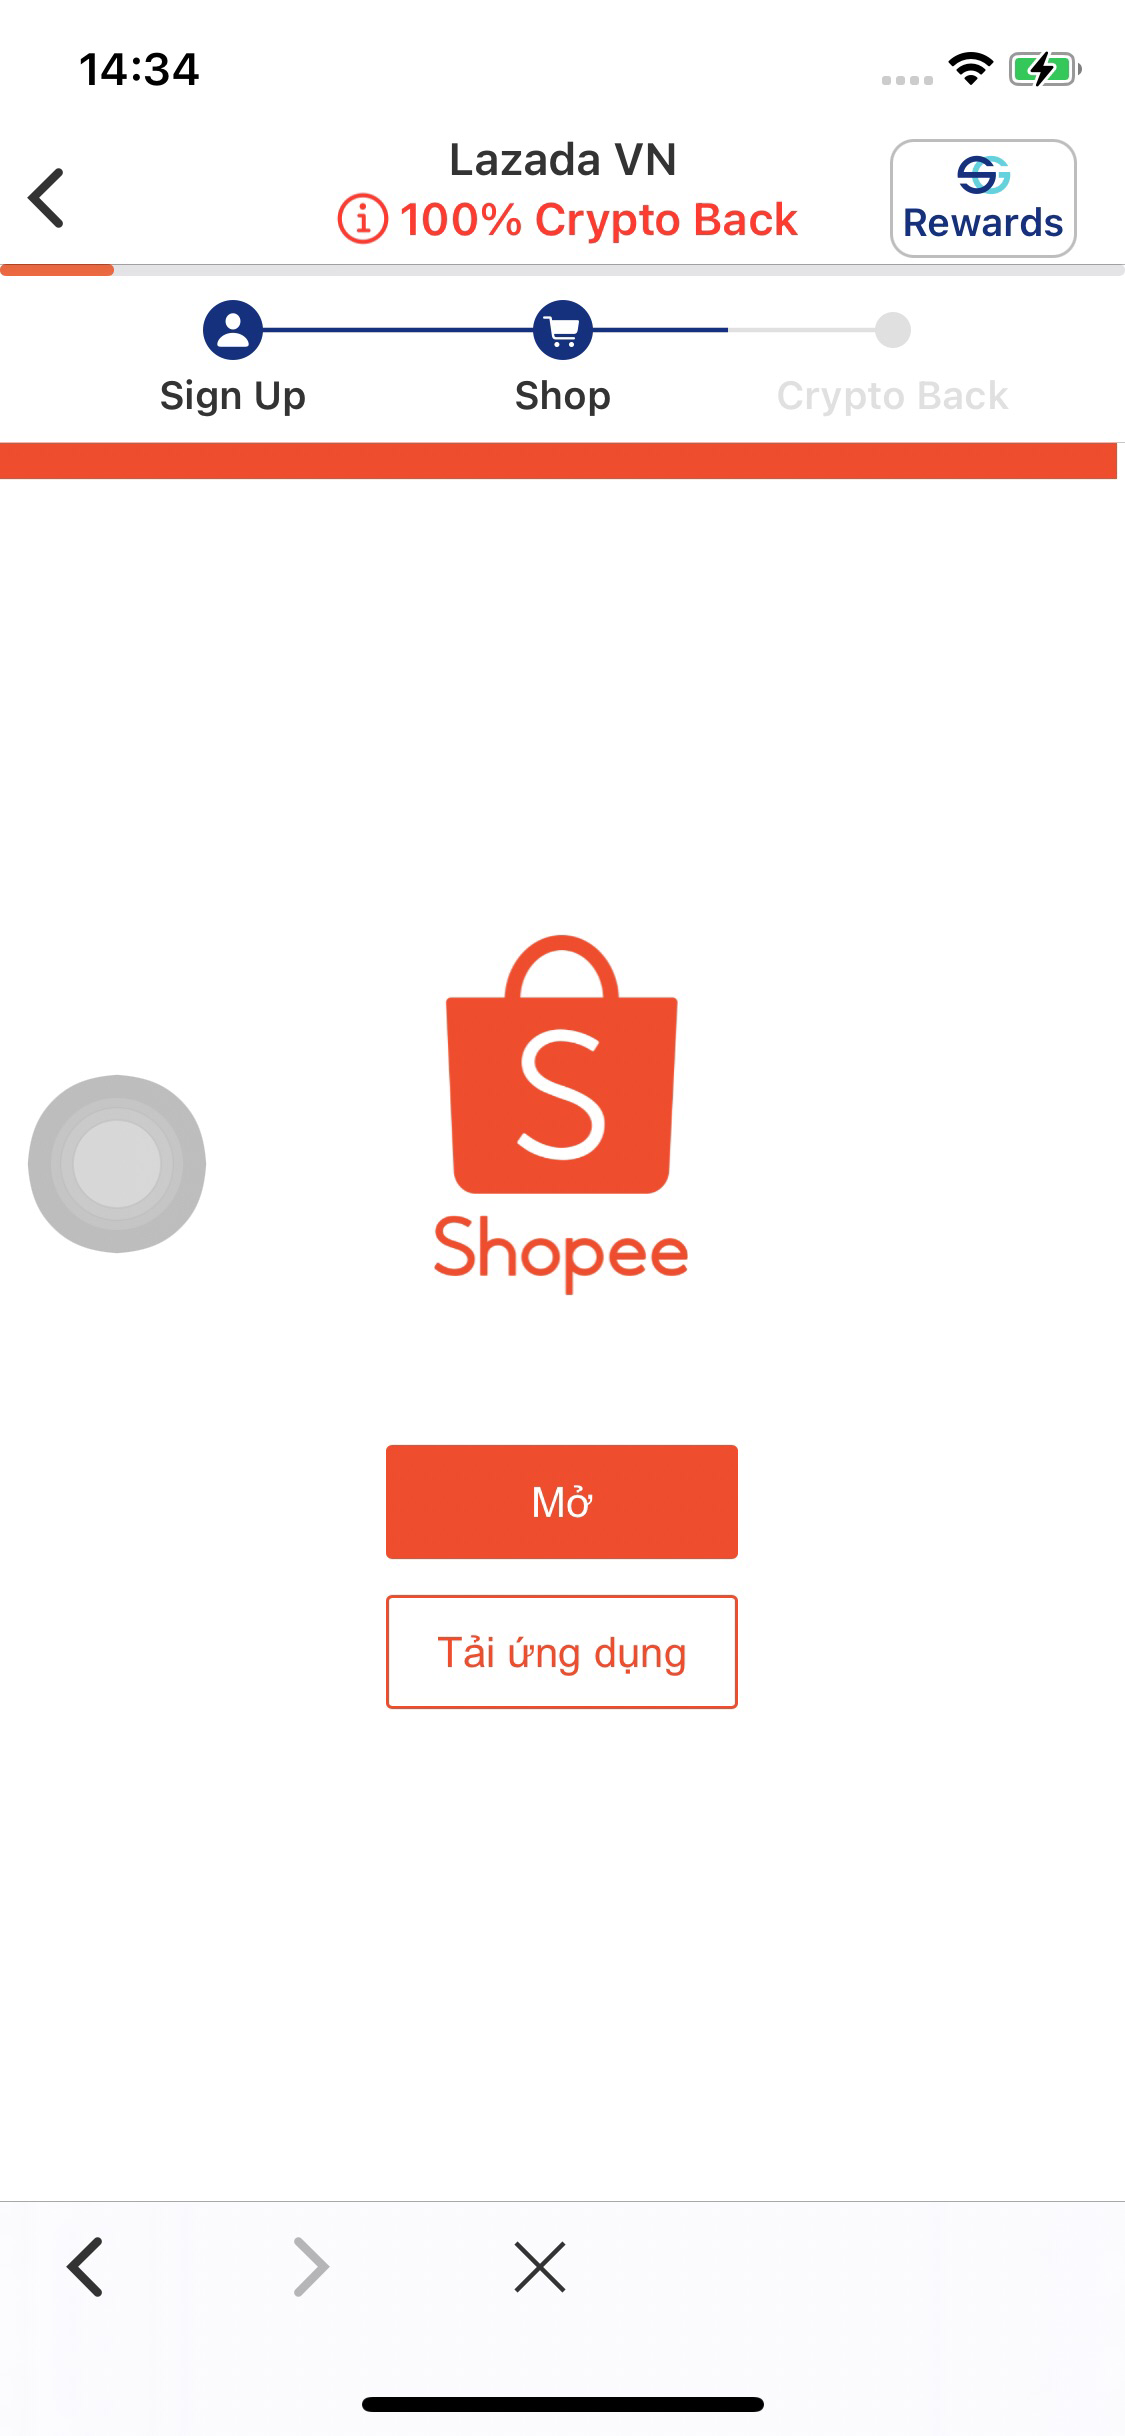 14:34
Lazada VN
100% Crypto Back
Rewards
Sign Up
Shop
Crypto Back
S
Shopee
Mở
Tải ứng dụng